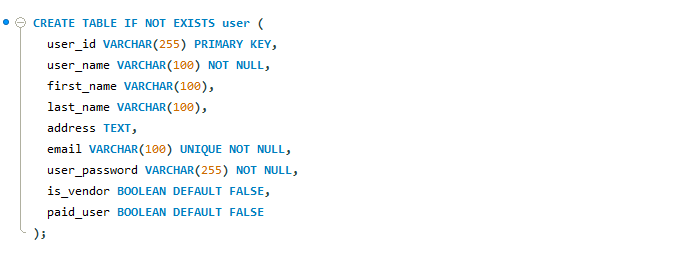 CREATE TABLE IF NOT EXISTS user (
user_id VARCHAR(255) PRIMARY KEY,
user_name VARCHAR(100) NOT NULL,
first_name VARCHAR(100),
last_name VARCHAR(100),
address TEXT,
email VARCHAR(100) UNIQUE NOT NULL,
user_password VARCHAR(255) NOT NULL,
is_vendor BOOLEAN DEFAULT FALSE,
paid_user BOOLEAN DEFAULT FALSE
);